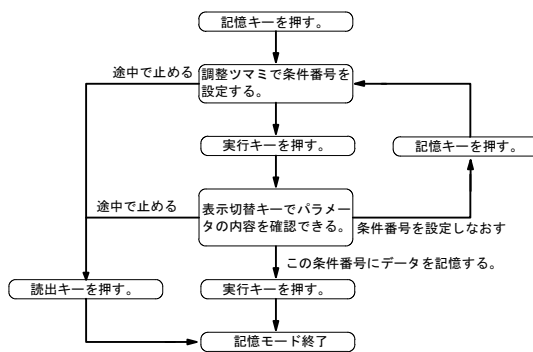 記憶キーを押す。
途中で止める
調整ツマミで条件番号を
設定する。
実行キーを押す。
記憶キーを押す。
途中で止める
表示切替キーでパラメー
タの内容を確認できる。
条件番号を設定しなおす
この条件番号にデータを記憶する。
読出キーを押す。
実行キーを押す。
記憶モード終了